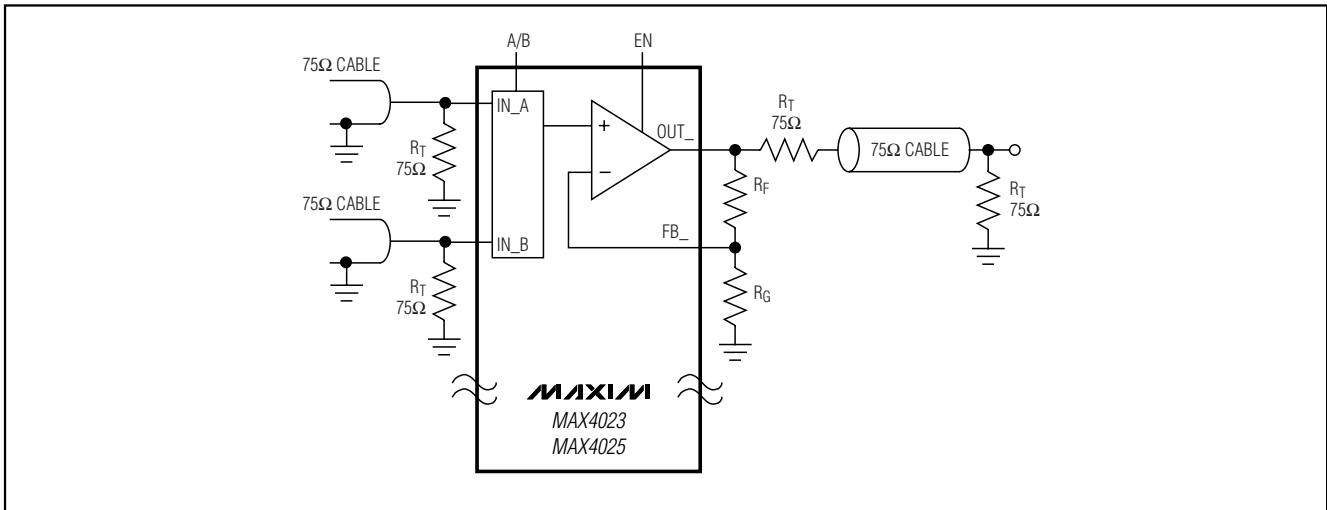 A/B
EN
75Ω CABLE
IN_A
RT
75Ω
+
−
OUT_
RT
75Ω
75Ω CABLE
RT
75Ω
RF
75Ω CABLE
FB_
IN_B
RT
75Ω
RG
MAXIM
MAX4023
MAX4025